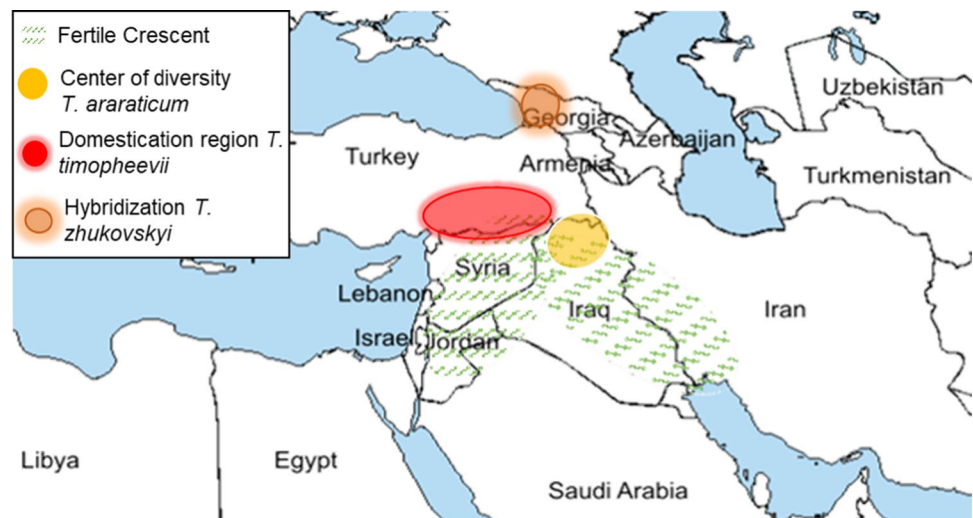 Fertile Crescent
Center of diversity
T. araraticum
Domestication region T.
timopheevii
Hybridization T.
zhukovskyi
Uzbekistan
Georgia
Azerbaijan
Turkey
Armenia
Turkmenistan
Syria
Lebanon
Iraq
Iran
Israel
Jordan
Libya
Egypt
Saudi Arabia